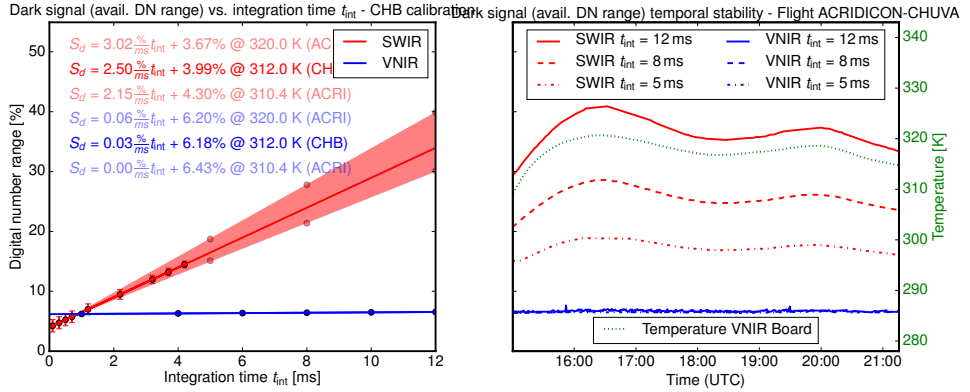 Dark signal (avail. DN range) vs. integration time t_int - CHB calibration
Dark signal (avail. DN range) temporal stability - Flight ACRIDICON-CHUVA
S_d = 3.02 %/ms t_int + 3.67% @ 320.0 K (ACRI
S_d = 2.50 %/ms t_int + 3.99% @ 312.0 K (CH
S_d = 2.15 %/ms t_int + 4.30% @ 310.4 K (ACRI)
S_d = 0.06 %/ms t_int + 6.20% @ 320.0 K (ACRI)
S_d = 0.03 %/ms t_int + 6.18% @ 312.0 K (CHB)
S_d = 0.00 %/ms t_int + 6.43% @ 310.4 K (ACRI)
SWIR
VNIR
Digital number range [%]
60
50
40
30
20
10
0
0 2 4 6 8 10 12
Integration time t_int [ms]
SWIR t_int = 12 ms
SWIR t_int = 8 ms
SWIR t_int = 5 ms
VNIR t_int = 12 ms
VNIR t_int = 8 ms
VNIR t_int = 5 ms
Temperature VNIR Board
340
330
320
310
300
290
280
Temperature [K]
16:00 17:00 18:00 19:00 20:00 21:00
Time (UTC)